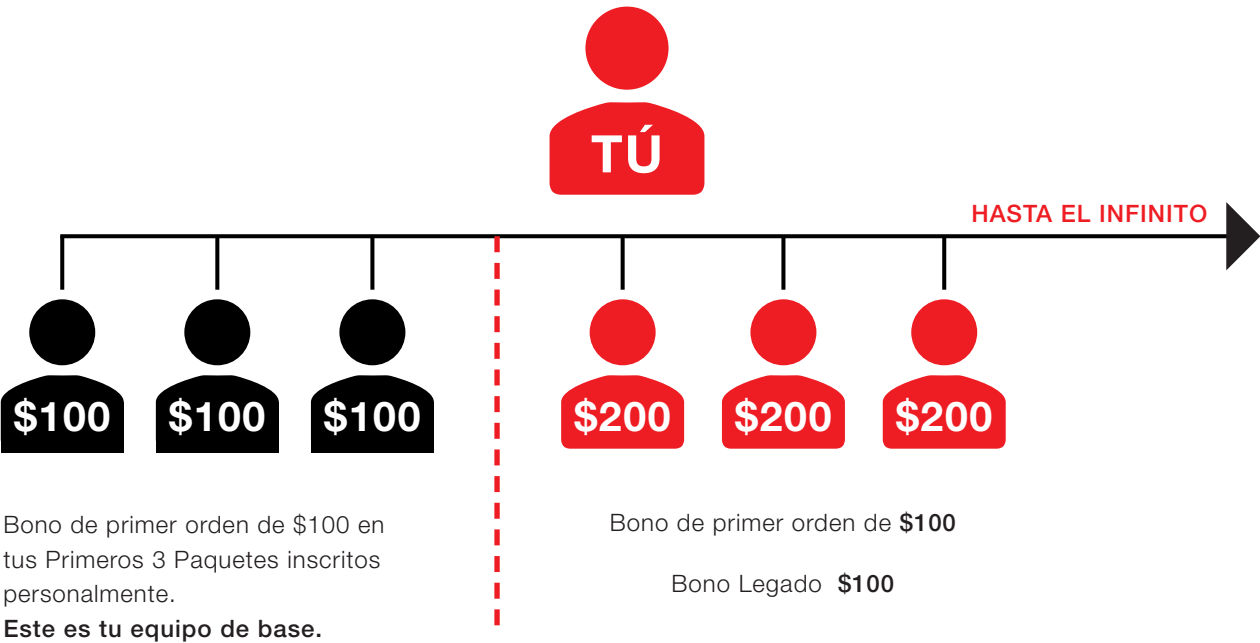 TÚ
HASTA EL INFINITO
$100
$100
$100
$200
$200
$200
Bono de primer orden de $100 en
tus Primeros 3 Paquetes inscritos
personalmente.
Este es tu equipo de base.
Bono de primer orden de $100
Bono Legado $100